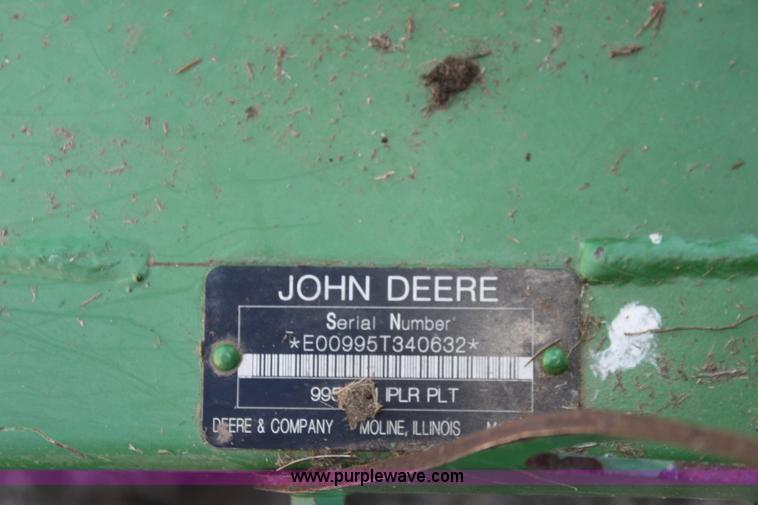 JOHN DEERE
Serial Number
*E00995T340632*
IPLR PLT
DEERE & COMPANY MOLINE, ILLINOIS
www.purplewave.com